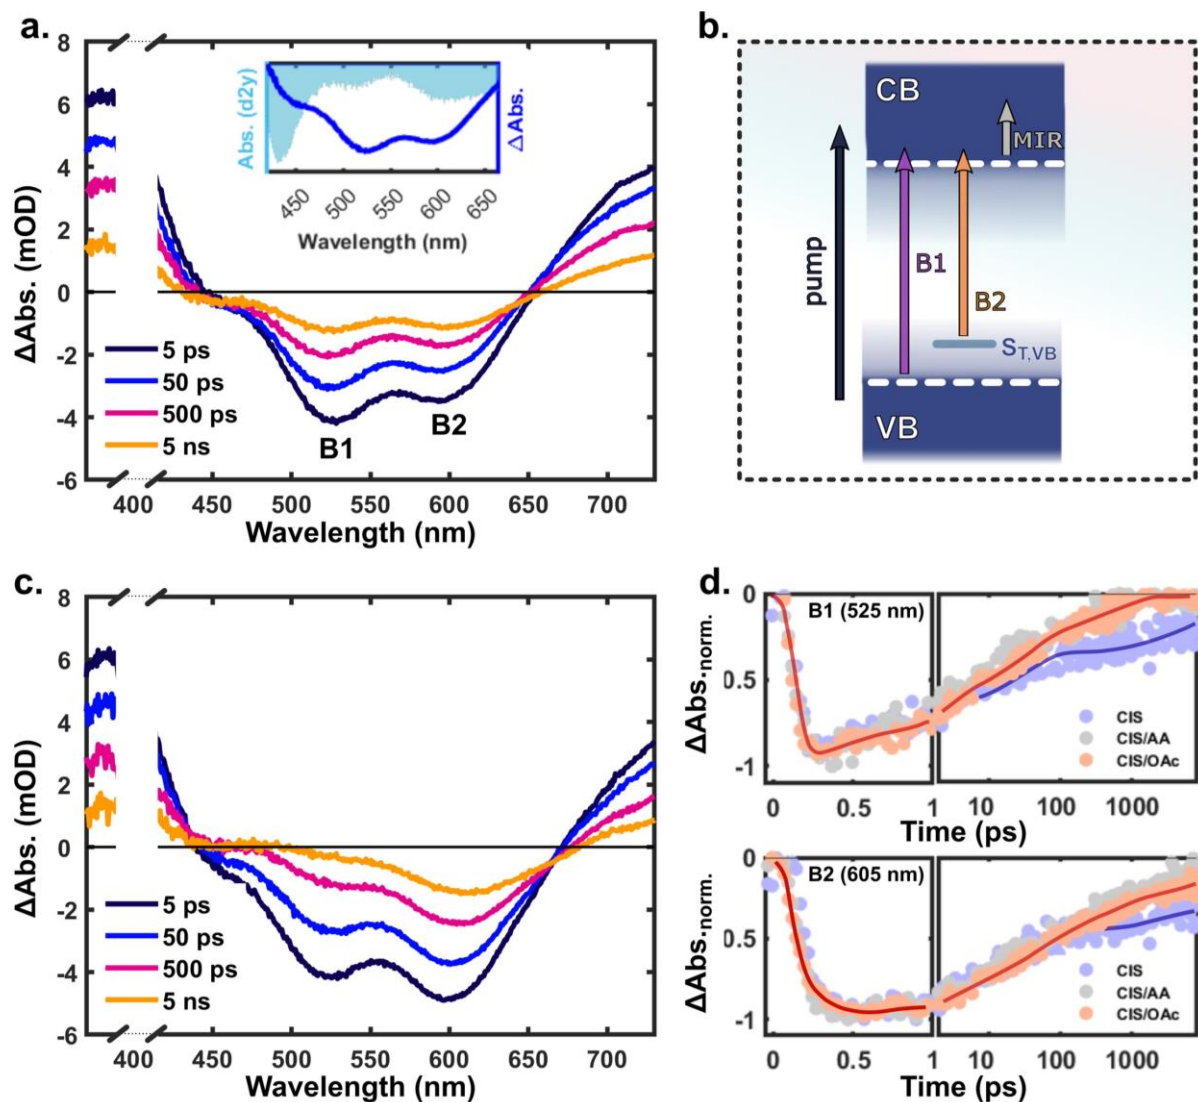 a.
8
6
4
2
0
-2
-4
-6
ΔAbs. (mOD)
400 450 500 550 600 650 700
Wavelength (nm)
5 ps
50 ps
500 ps
5 ns
B1
B2
Abs. (d2y)
ΔAbs.
450 500 550 600 650
Wavelength (nm)
b.
CB
MIR
pump
B1
B2
S_T,VB
VB
c.
8
6
4
2
0
-2
-4
-6
ΔAbs. (mOD)
400 450 500 550 600 650 700
Wavelength (nm)
5 ps
50 ps
500 ps
5 ns
d.
B1 (525 nm)
0
0.5
-1
ΔAbs.norm.
CIS
CIS/AA
CIS/OAc
0 0.5 1 10 100 1000
Time (ps)
B2 (605 nm)
0
0.5
-1
ΔAbs.norm.
CIS
CIS/AA
CIS/OAc
0 0.5 1 10 100 1000
Time (ps)